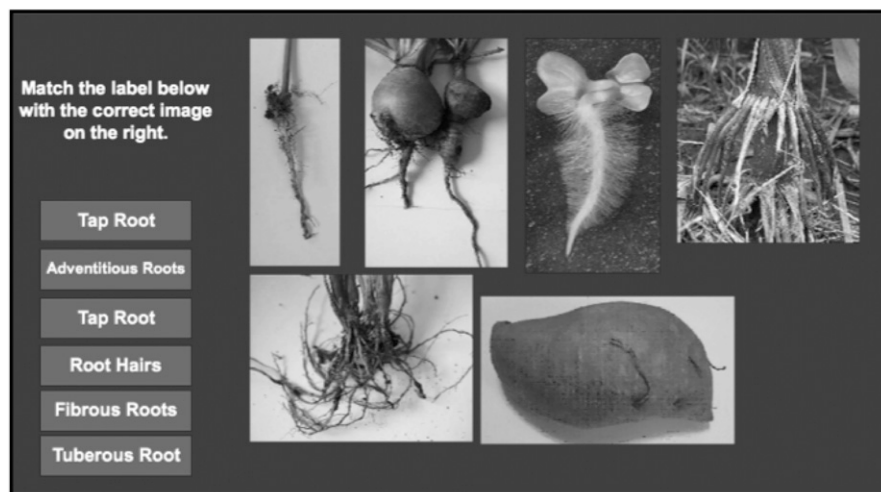 Match the label below
with the correct image
on the right.
Tap Root
Adventitious Roots
Tap Root
Root Hairs
Fibrous Roots
Tuberous Root